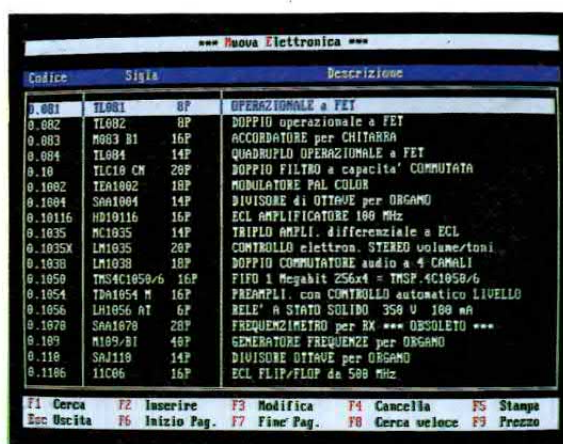 *** Nuova Elettronica ***
Codice Sigla Descrizione
0.081 TL081 8P OPERAZIONALE a FET
0.082 TL082 8P DOPPIO operazionale a FET
0.083 M083 B1 16P ACCORDATORE per CHITARRA
0.084 TL084 14P QUADRUPLO OPERAZIONALE a FET
0.10 TLC10 CN 20P DOPPIO FILTRO a capacita' COMMUTATA
0.1002 TEA1002 18P MODULATORE PAL COLOR
0.1004 SAA1004 14P DIVISORE di OTTAVE per ORGANO
0.10116 HD10116 16P ECL AMPLIFICATORE 100 MHz
0.1035 MC1035 14P TRIPLO AMPLI. differenziale a ECL
0.1035X LM1035 20P CONTROLLO elettron. STEREO volume/toni
0.1038 LM1038 18P DOPPIO COMMUTATORE audio a 4 CANALI
0.1050 TMS4C1050/6 16P FIFO 1 Megabit 256x4 = TMSP.4C1050/6
0.1054 TDA1054 M 16P PREAMPLI. con CONTROLLO automatico LIVELLO
0.1056 LH1056 AT 6P RELE' A STATO SOLIDO 350 V 100 mA
0.1070 SAA1070 28P FREQUENZIMETRO per RX *** OBSOLETO ***
0.109 M109/B1 40P GENERATORE FREQUENZE per ORGANO
0.110 SAJ110 14P DIVISORE OTTAVE per ORGANO
0.1106 11C06 16P ECL FLIP/FLOP da 500 MHz
F1 Cerca F2 Inserire F3 Modifica F4 Cancella F5 Stampa
Esc Uscita F6 Inizio Pag. F7 Fine Pag. F8 Cerca veloce F9 Prezzo